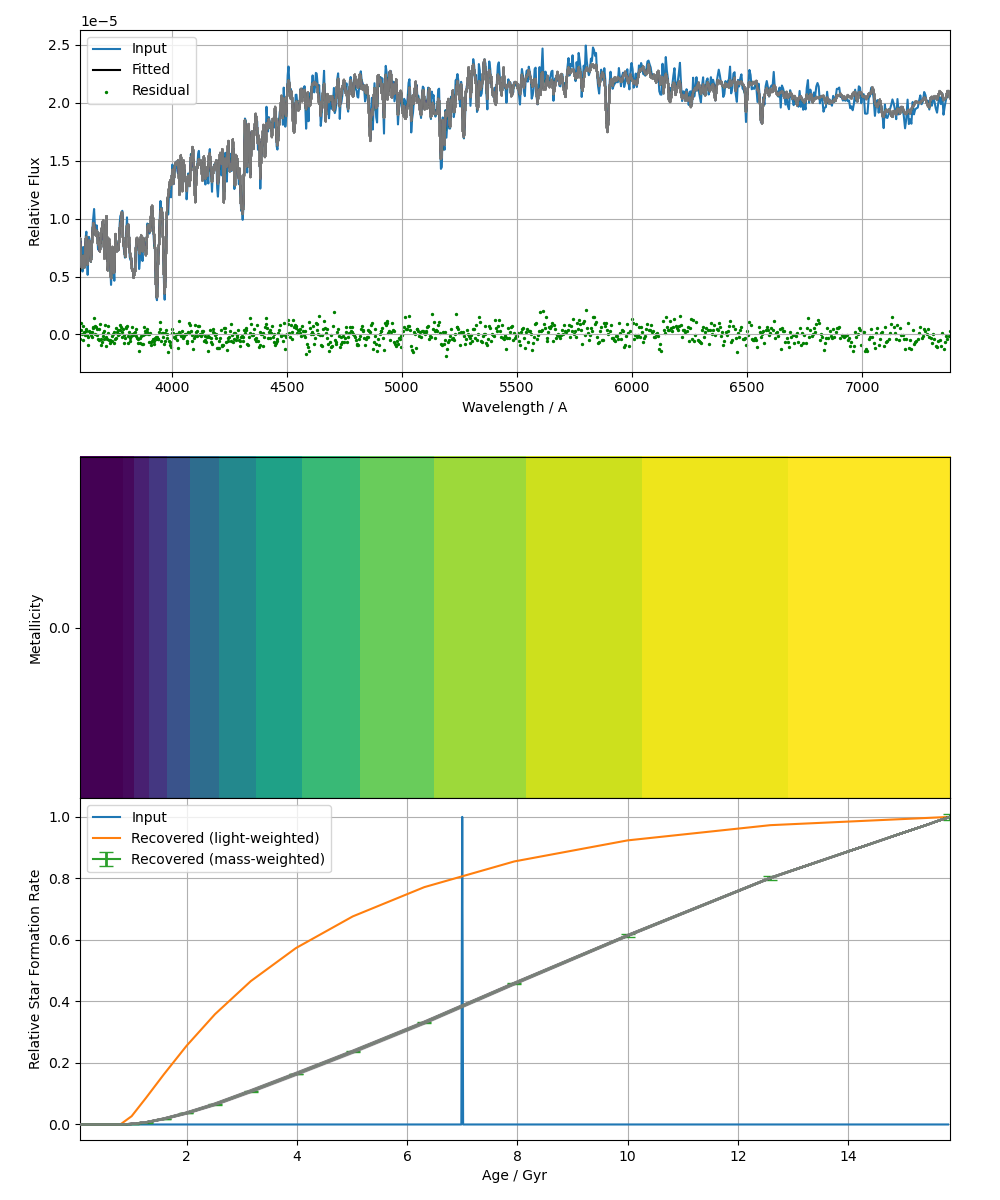 1e−5
2.5
2.0
1.5
1.0
0.5
0.0
Relative Flux
Input
Fitted
Residual
4000 4500 5000 5500 6000 6500 7000
Wavelength / A
Metallicity
0.0
1.0
0.8
0.6
0.4
0.2
0.0
Relative Star Formation Rate
Input
Recovered (light-weighted)
Recovered (mass-weighted)
2 4 6 8 10 12 14
Age / Gyr